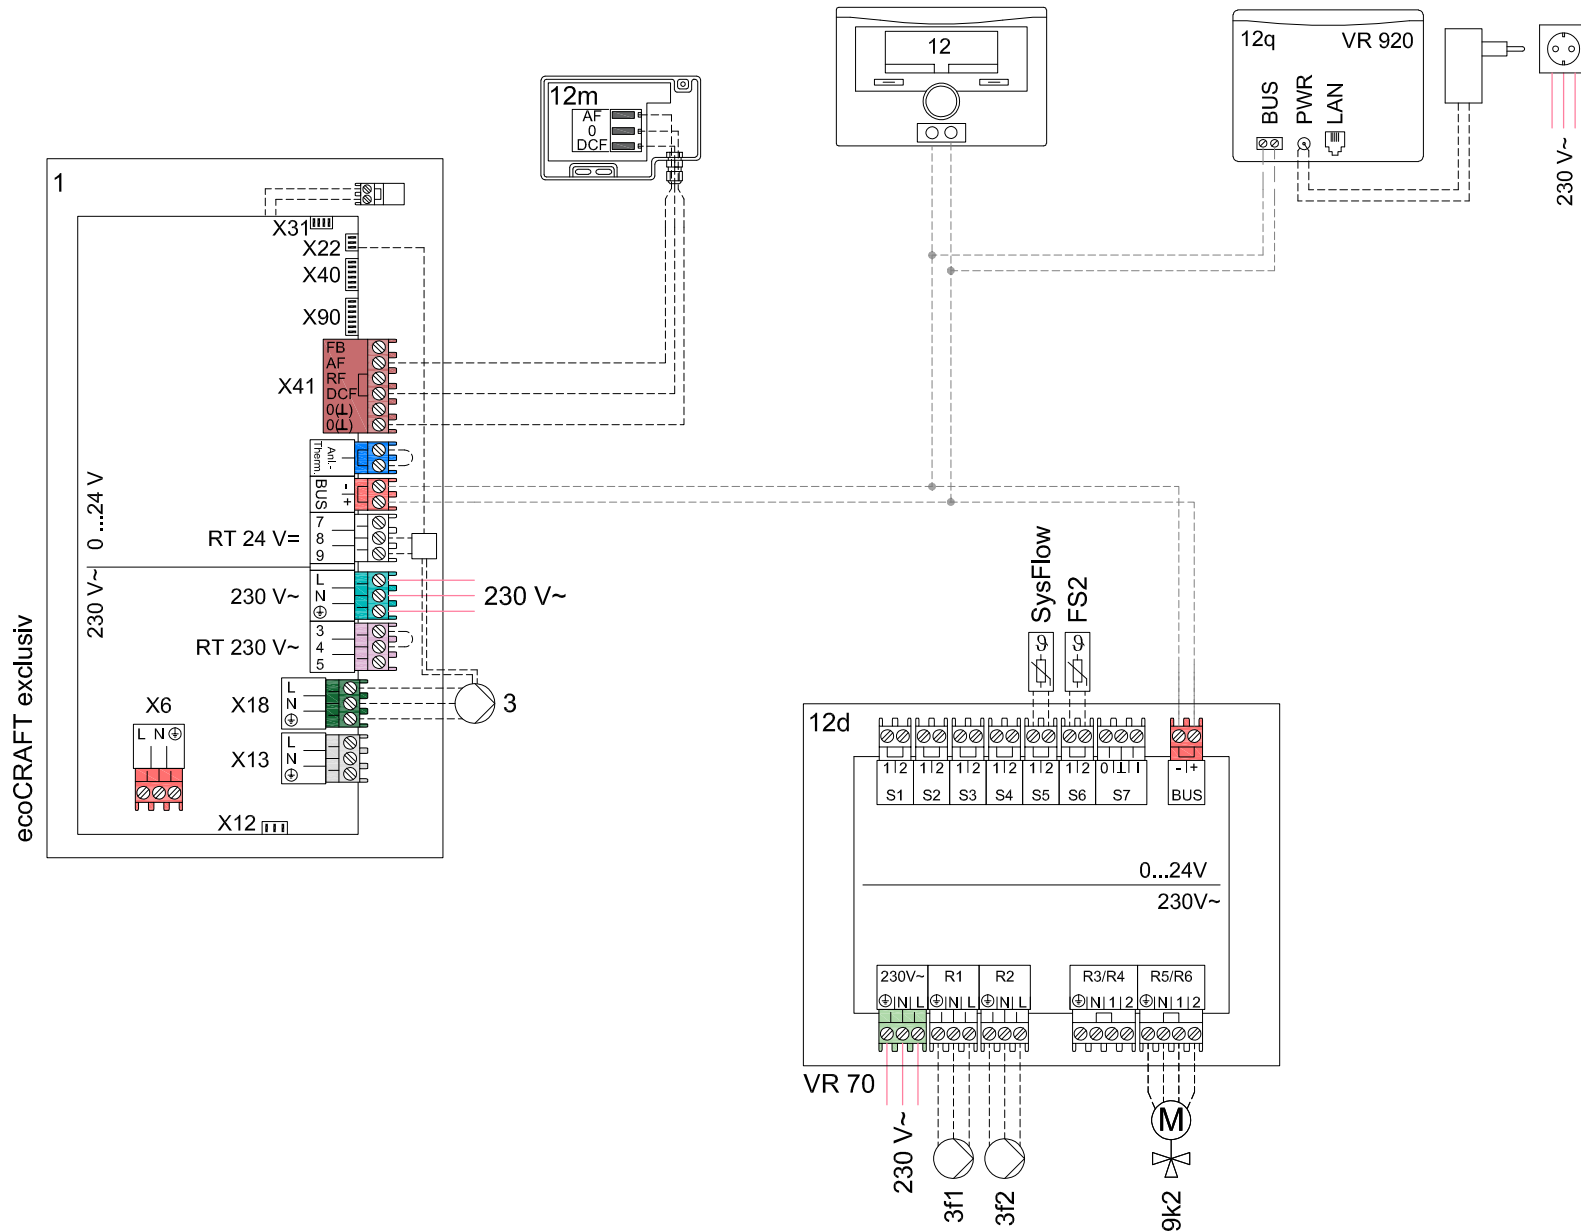 12
12q
VR 920
BUS
PWR
LAN
230 V~
12m
AF
0
DCF
1
X31
X22
X40
X90
X41
FB
AF
RF
DCF
0(⊥)
0(⊥)
Anl.-
Therm.
BUS
- +
0 ...24 V
230 V~
RT 24 V=
7
8
9
230 V~
L
N
230 V~
RT 230 V~
3
4
5
X18
L
N
3
X13
L
N
X6
L N
X12
ecoCRAFT exclusiv
SysFlow
FS2
12d
1 2
1 2
1 2
1 2
1 2
1 2
0 ⊥ I
- +
S1
S2
S3
S4
S5
S6
S7
BUS
0...24V
230V~
230V~
R1
R2
R3/R4
R5/R6
N L
N L
N L
N 1 2
N 1 2
VR 70
230 V~
3f1
3f2
M
9k2